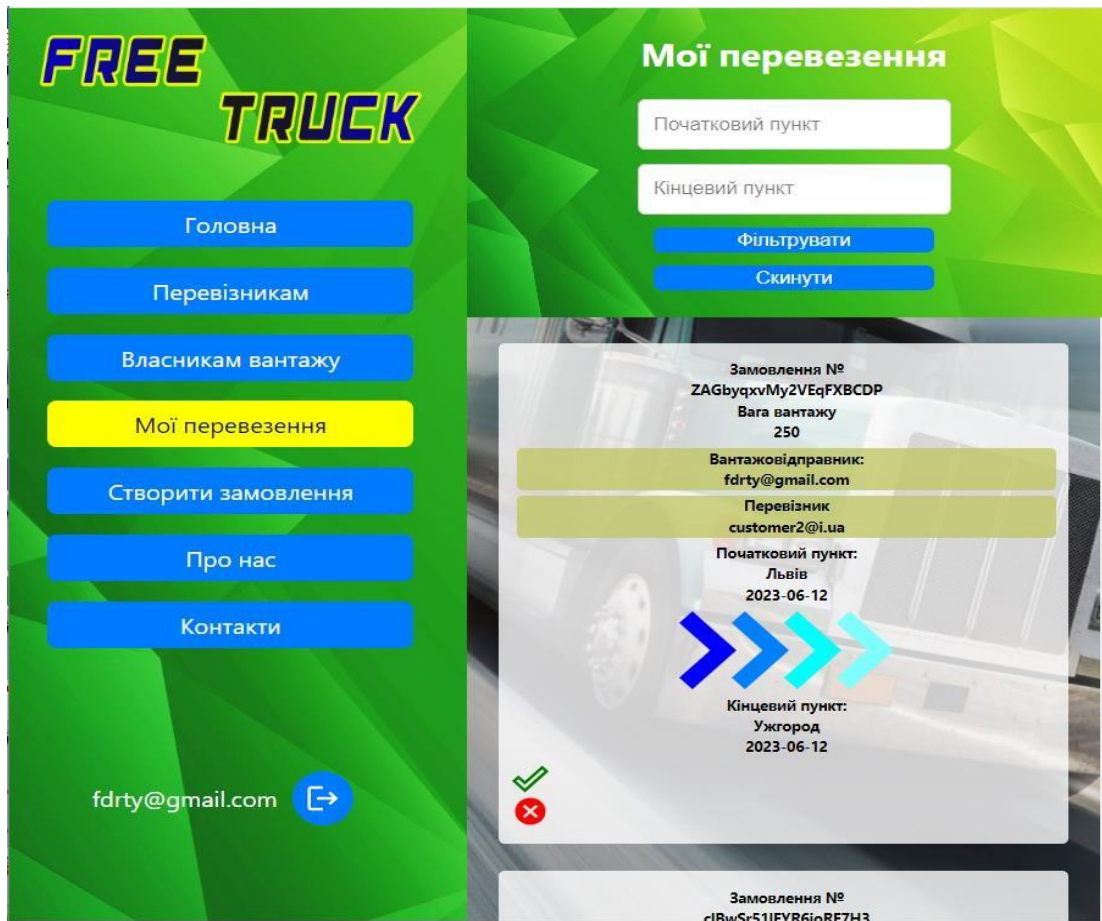 FREE
TRUCK
Головна
Перевізникам
Власникам вантажу
Мої перевезення
Створити замовлення
Про нас
Контакти
fdrty@gmail.com
Мої перевезення
Початковий пункт
Кінцевий пункт
Фільтрувати
Скинути
Замовлення №
ZAGbyqxvMy2VEqFXBCDP
Вага вантажу
250
Вантажовідправник:
fdrty@gmail.com
Перевізник
customer2@i.ua
Початковий пункт:
Львів
2023-06-12
Кінцевий пункт:
Ужгород
2023-06-12
Замовлення №